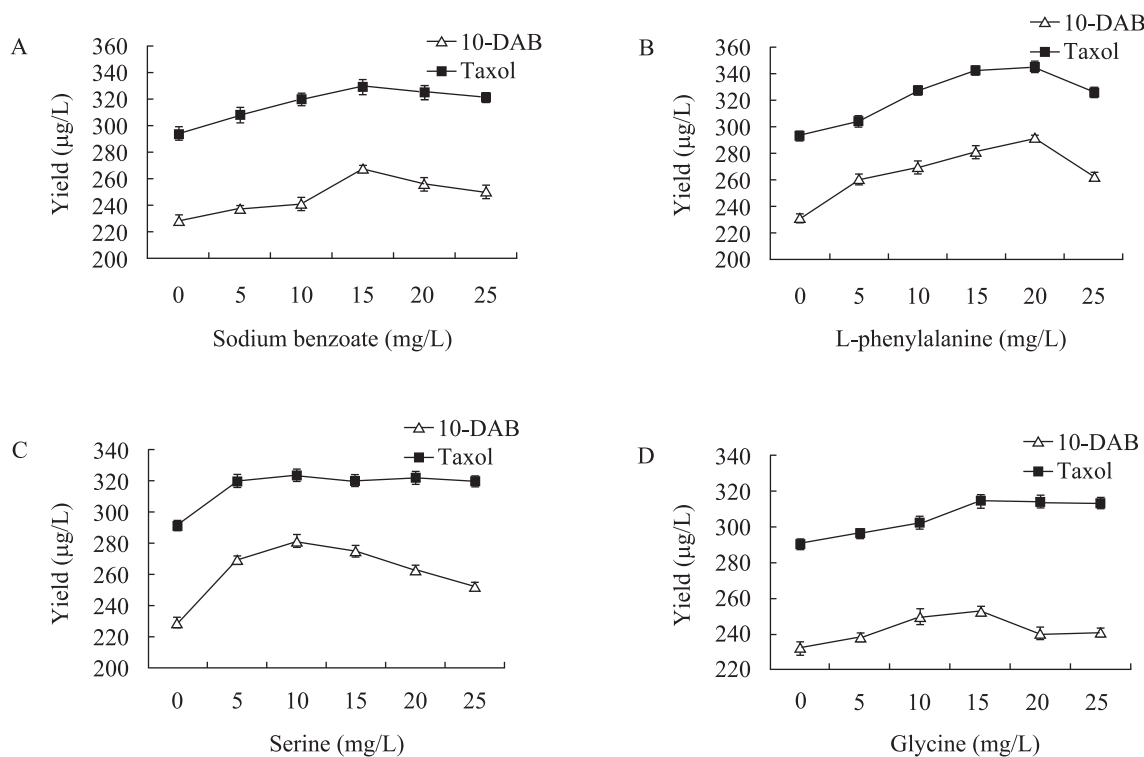 A
10-DAB
Taxol
360
340
320
300
280
260
240
220
200
Yield (µg/L)
0 5 10 15 20 25
Sodium benzoate (mg/L)
B
10-DAB
Taxol
360
340
320
300
280
260
240
220
200
Yield (µg/L)
0 5 10 15 20 25
L-phenylalanine (mg/L)
C
10-DAB
Taxol
340
320
300
280
260
240
220
200
Yield (µg/L)
0 5 10 15 20 25
Serine (mg/L)
D
10-DAB
Taxol
340
320
300
280
260
240
220
Yield (µg/L)
0 5 10 15 20 25
Glycine (mg/L)